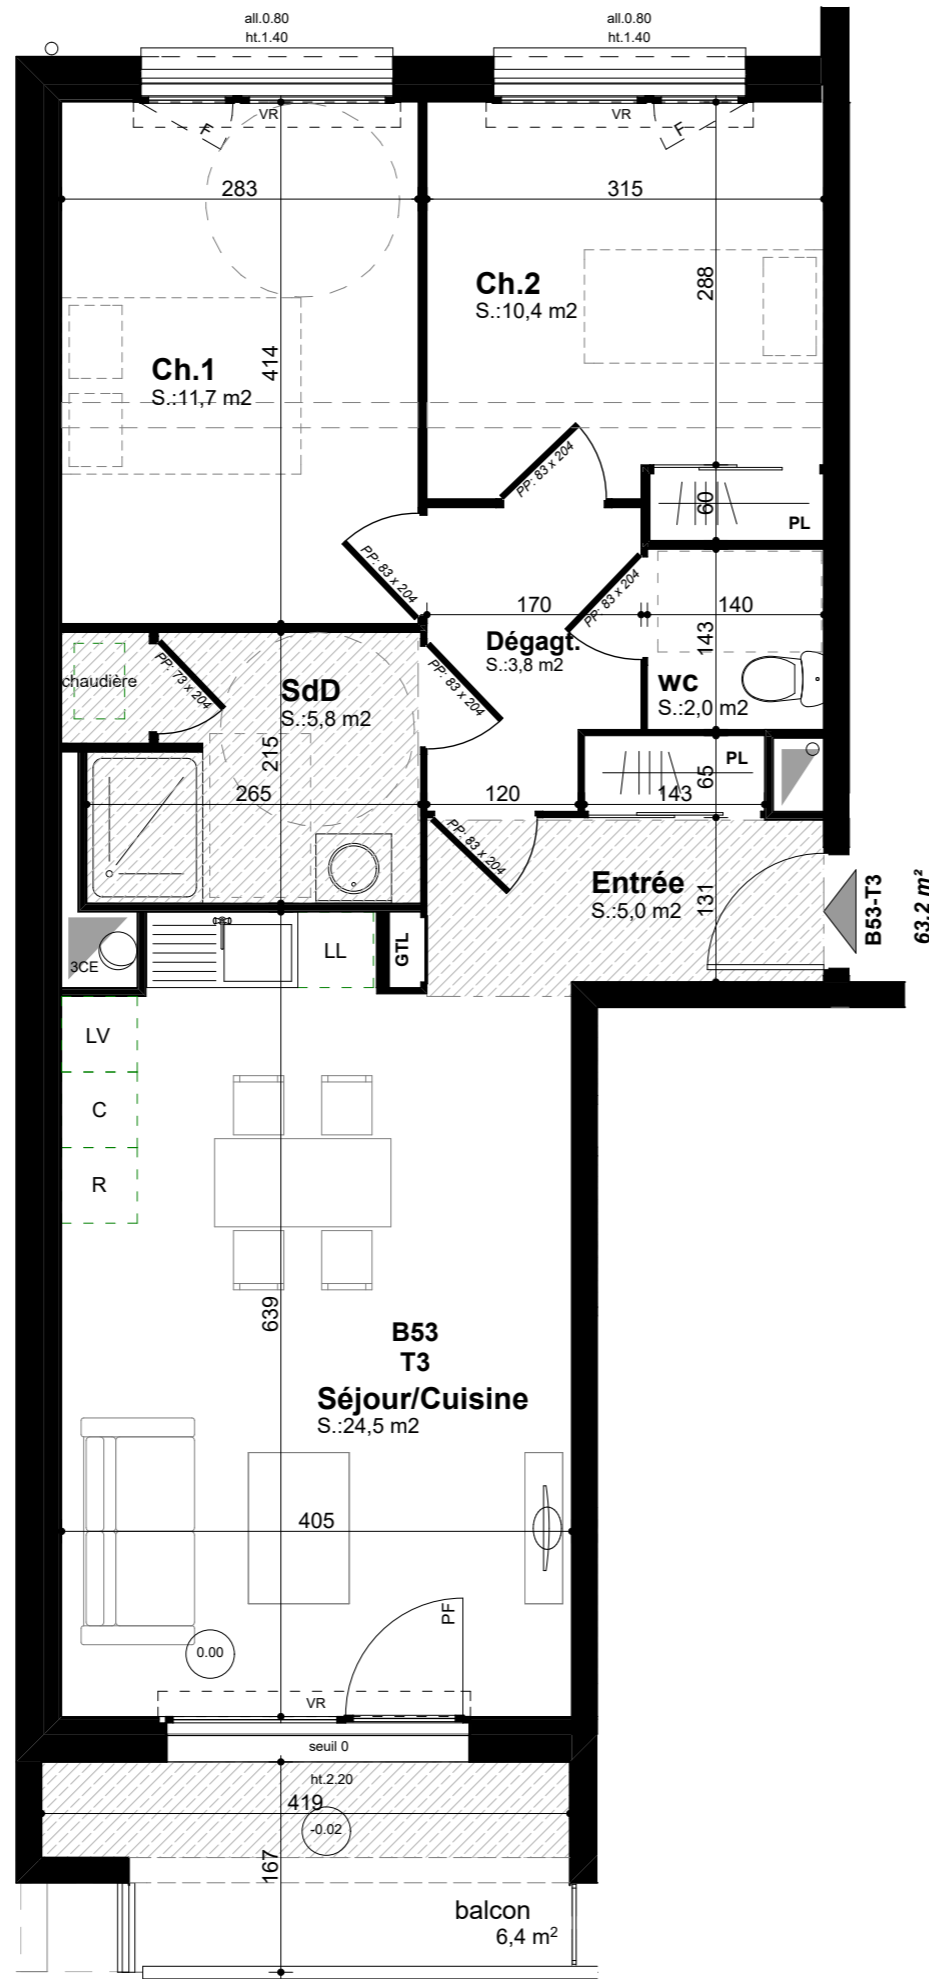 all.0.80
ht.1.40
all.0.80
ht.1.40
VR
F
VR
F
283
315
Ch.2
S.:10,4 m2
288
Ch.1
S.:11,7 m2
414
PP: 83 x 204
60
PL
PP: 83 x 204
PP: 83 x 204
170
140
143
Dégagt.
S.:3,8 m2
wc
S.:2,0 m2
chaudière
PP: 73 x 204
SdD
S.:5,8 m2
PP: 83 x 204
215
265
120
PL
65
143
PP: 83 x 204
Entrée
S.:5,0 m2
131
B53-T3
63.2 m²
3CE
LL
GTL
LV
C
R
639
B53
T3
Séjour/Cuisine
S.:24,5 m2
405
PF
0.00
VR
seuil 0
ht.2.20
419
-0.02
167
balcon
6,4 m²